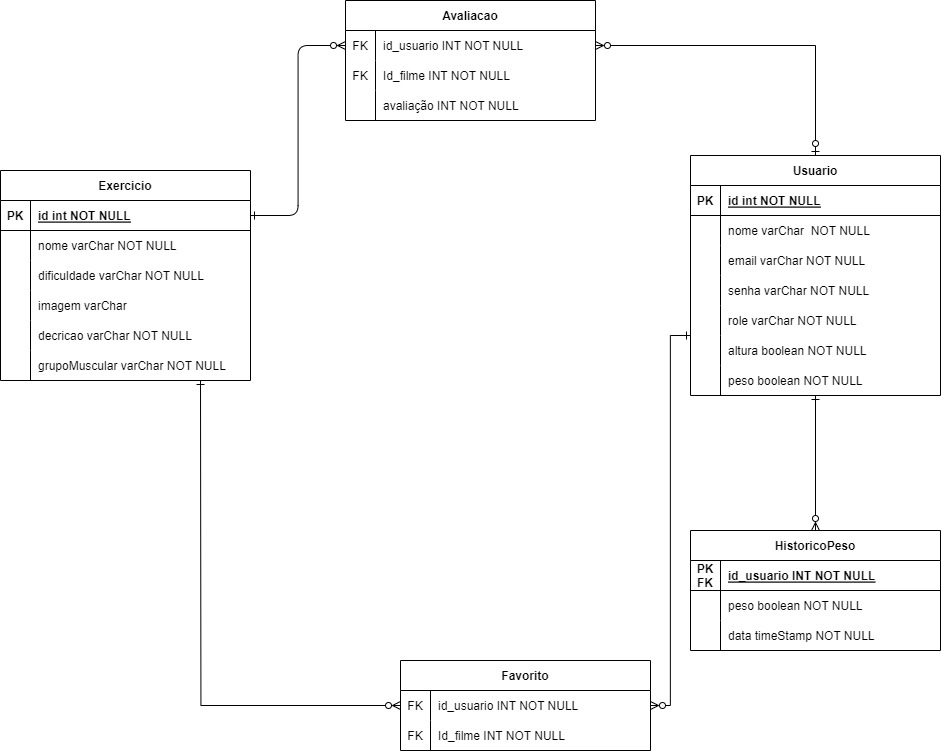 Avaliacao
FK id_usuario INT NOT NULL
FK Id_filme INT NOT NULL
avaliação INT NOT NULL
Exercicio
PK id int NOT NULL
nome varChar NOT NULL
dificuldade varChar NOT NULL
imagem varChar
decricao varChar NOT NULL
grupoMuscular varChar NOT NULL
Usuario
PK id int NOT NULL
nome varChar  NOT NULL
email varChar NOT NULL
senha varChar NOT NULL
role varChar NOT NULL
altura boolean NOT NULL
peso boolean NOT NULL
HistoricoPeso
PK
FK id_usuario INT NOT NULL
peso boolean NOT NULL
data timeStamp NOT NULL
Favorito
FK id_usuario INT NOT NULL
FK Id_filme INT NOT NULL